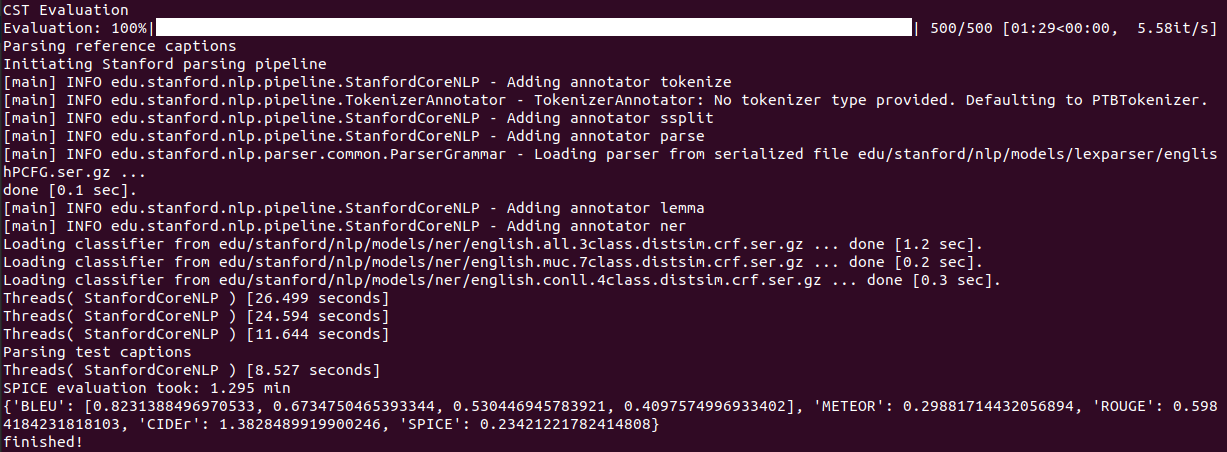 CST Evaluation
Evaluation: 100%|| 500/500 [01:29<00:00,  5.58it/s]
Parsing reference captions
Initiating Stanford parsing pipeline
[main] INFO edu.stanford.nlp.pipeline.StanfordCoreNLP - Adding annotator tokenize
[main] INFO edu.stanford.nlp.pipeline.TokenizerAnnotator - TokenizerAnnotator: No tokenizer type provided. Defaulting to PTBTokenizer.
[main] INFO edu.stanford.nlp.pipeline.StanfordCoreNLP - Adding annotator ssplit
[main] INFO edu.stanford.nlp.pipeline.StanfordCoreNLP - Adding annotator parse
[main] INFO edu.stanford.nlp.parser.common.ParserGrammar - Loading parser from serialized file edu/stanford/nlp/models/lexparser/englis
hPCFG.ser.gz ...
done [0.1 sec].
[main] INFO edu.stanford.nlp.pipeline.StanfordCoreNLP - Adding annotator lemma
[main] INFO edu.stanford.nlp.pipeline.StanfordCoreNLP - Adding annotator ner
Loading classifier from edu/stanford/nlp/models/ner/english.all.3class.distsim.crf.ser.gz ... done [1.2 sec].
Loading classifier from edu/stanford/nlp/models/ner/english.muc.7class.distsim.crf.ser.gz ... done [0.2 sec].
Loading classifier from edu/stanford/nlp/models/ner/english.conll.4class.distsim.crf.ser.gz ... done [0.3 sec].
Threads( StanfordCoreNLP ) [26.499 seconds]
Threads( StanfordCoreNLP ) [24.594 seconds]
Threads( StanfordCoreNLP ) [11.644 seconds]
Parsing test captions
Threads( StanfordCoreNLP ) [8.527 seconds]
SPICE evaluation took: 1.295 min
{'BLEU': [0.8231388496970533, 0.6734750465393344, 0.530446945783921, 0.4097574996933402], 'METEOR': 0.29881714432056894, 'ROUGE': 0.598
4184231818103, 'CIDEr': 1.3828489919900246, 'SPICE': 0.23421221782414808}
finished!